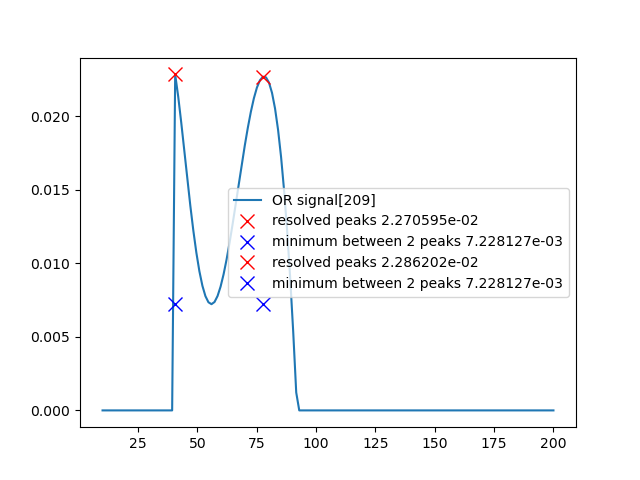 0.020
0.015
0.010
0.005
0.000
OR signal[209]
resolved peaks 2.270595e-02
minimum between 2 peaks 7.228127e-03
resolved peaks 2.286202e-02
minimum between 2 peaks 7.228127e-03
25 50 75 100 125 150 175 200